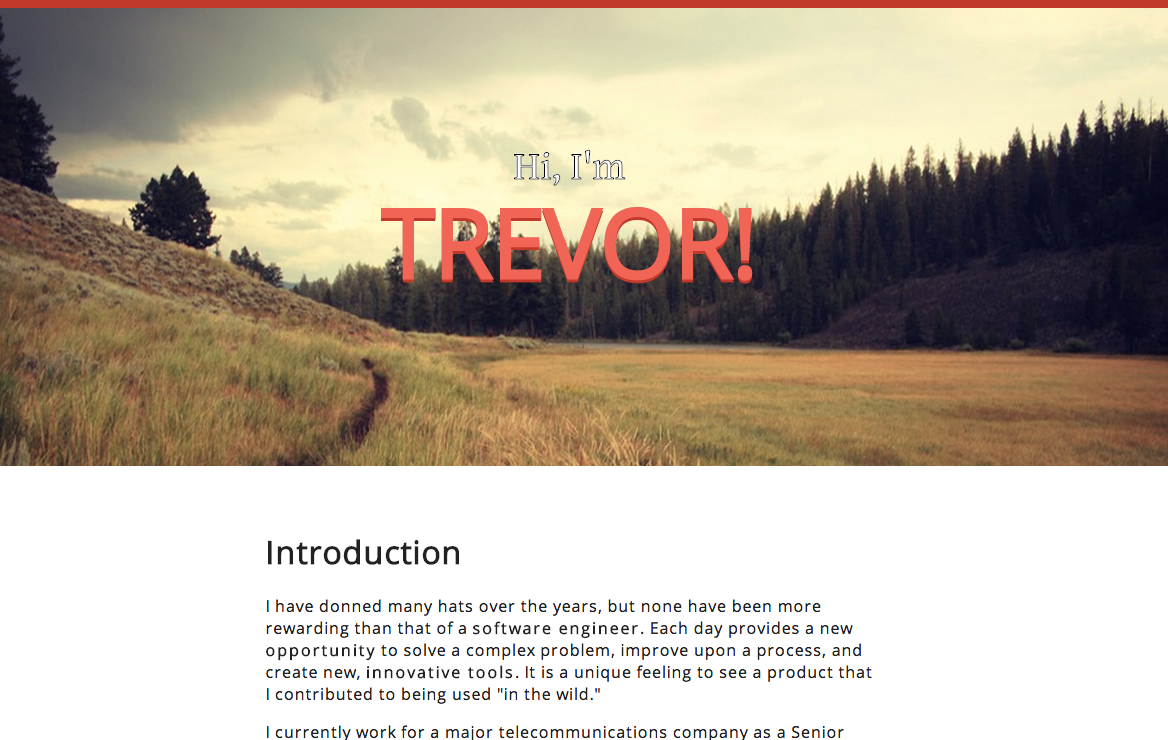 Hi, I'm
TREVOR!
Introduction
I have donned many hats over the years, but none have been more
rewarding than that of a software engineer. Each day provides a new
opportunity to solve a complex problem, improve upon a process, and
create new, innovative tools. It is a unique feeling to see a product that
I contributed to being used "in the wild."
I currently work for a major telecommunications company as a Senior